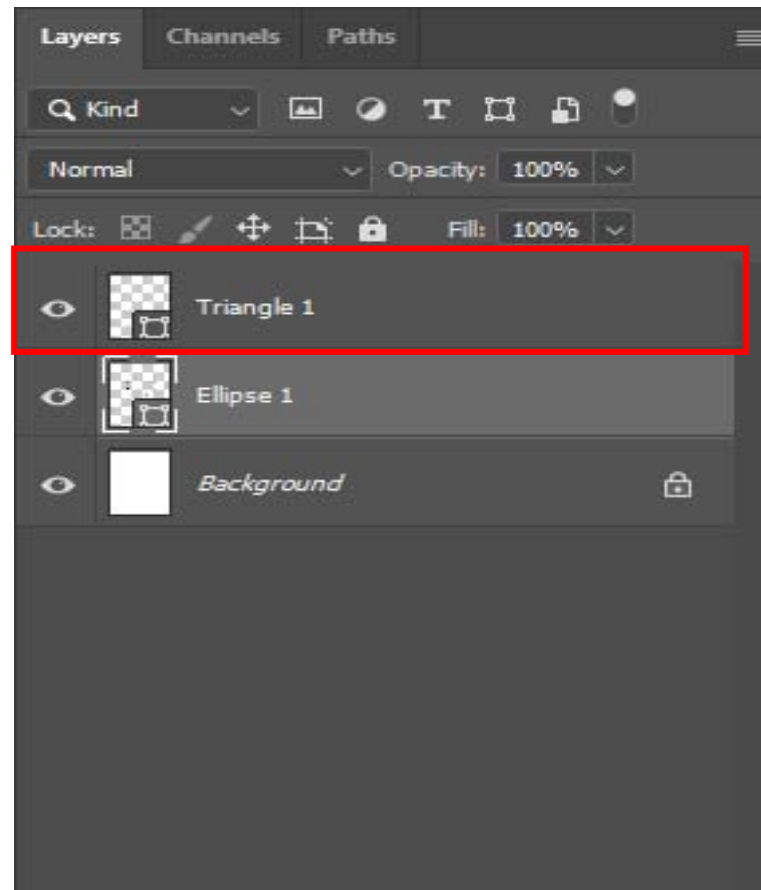 Layers Channels Paths
Kind
Normal Opacity: 100%
Lock: Fill: 100%
Triangle 1
Ellipse 1
Background